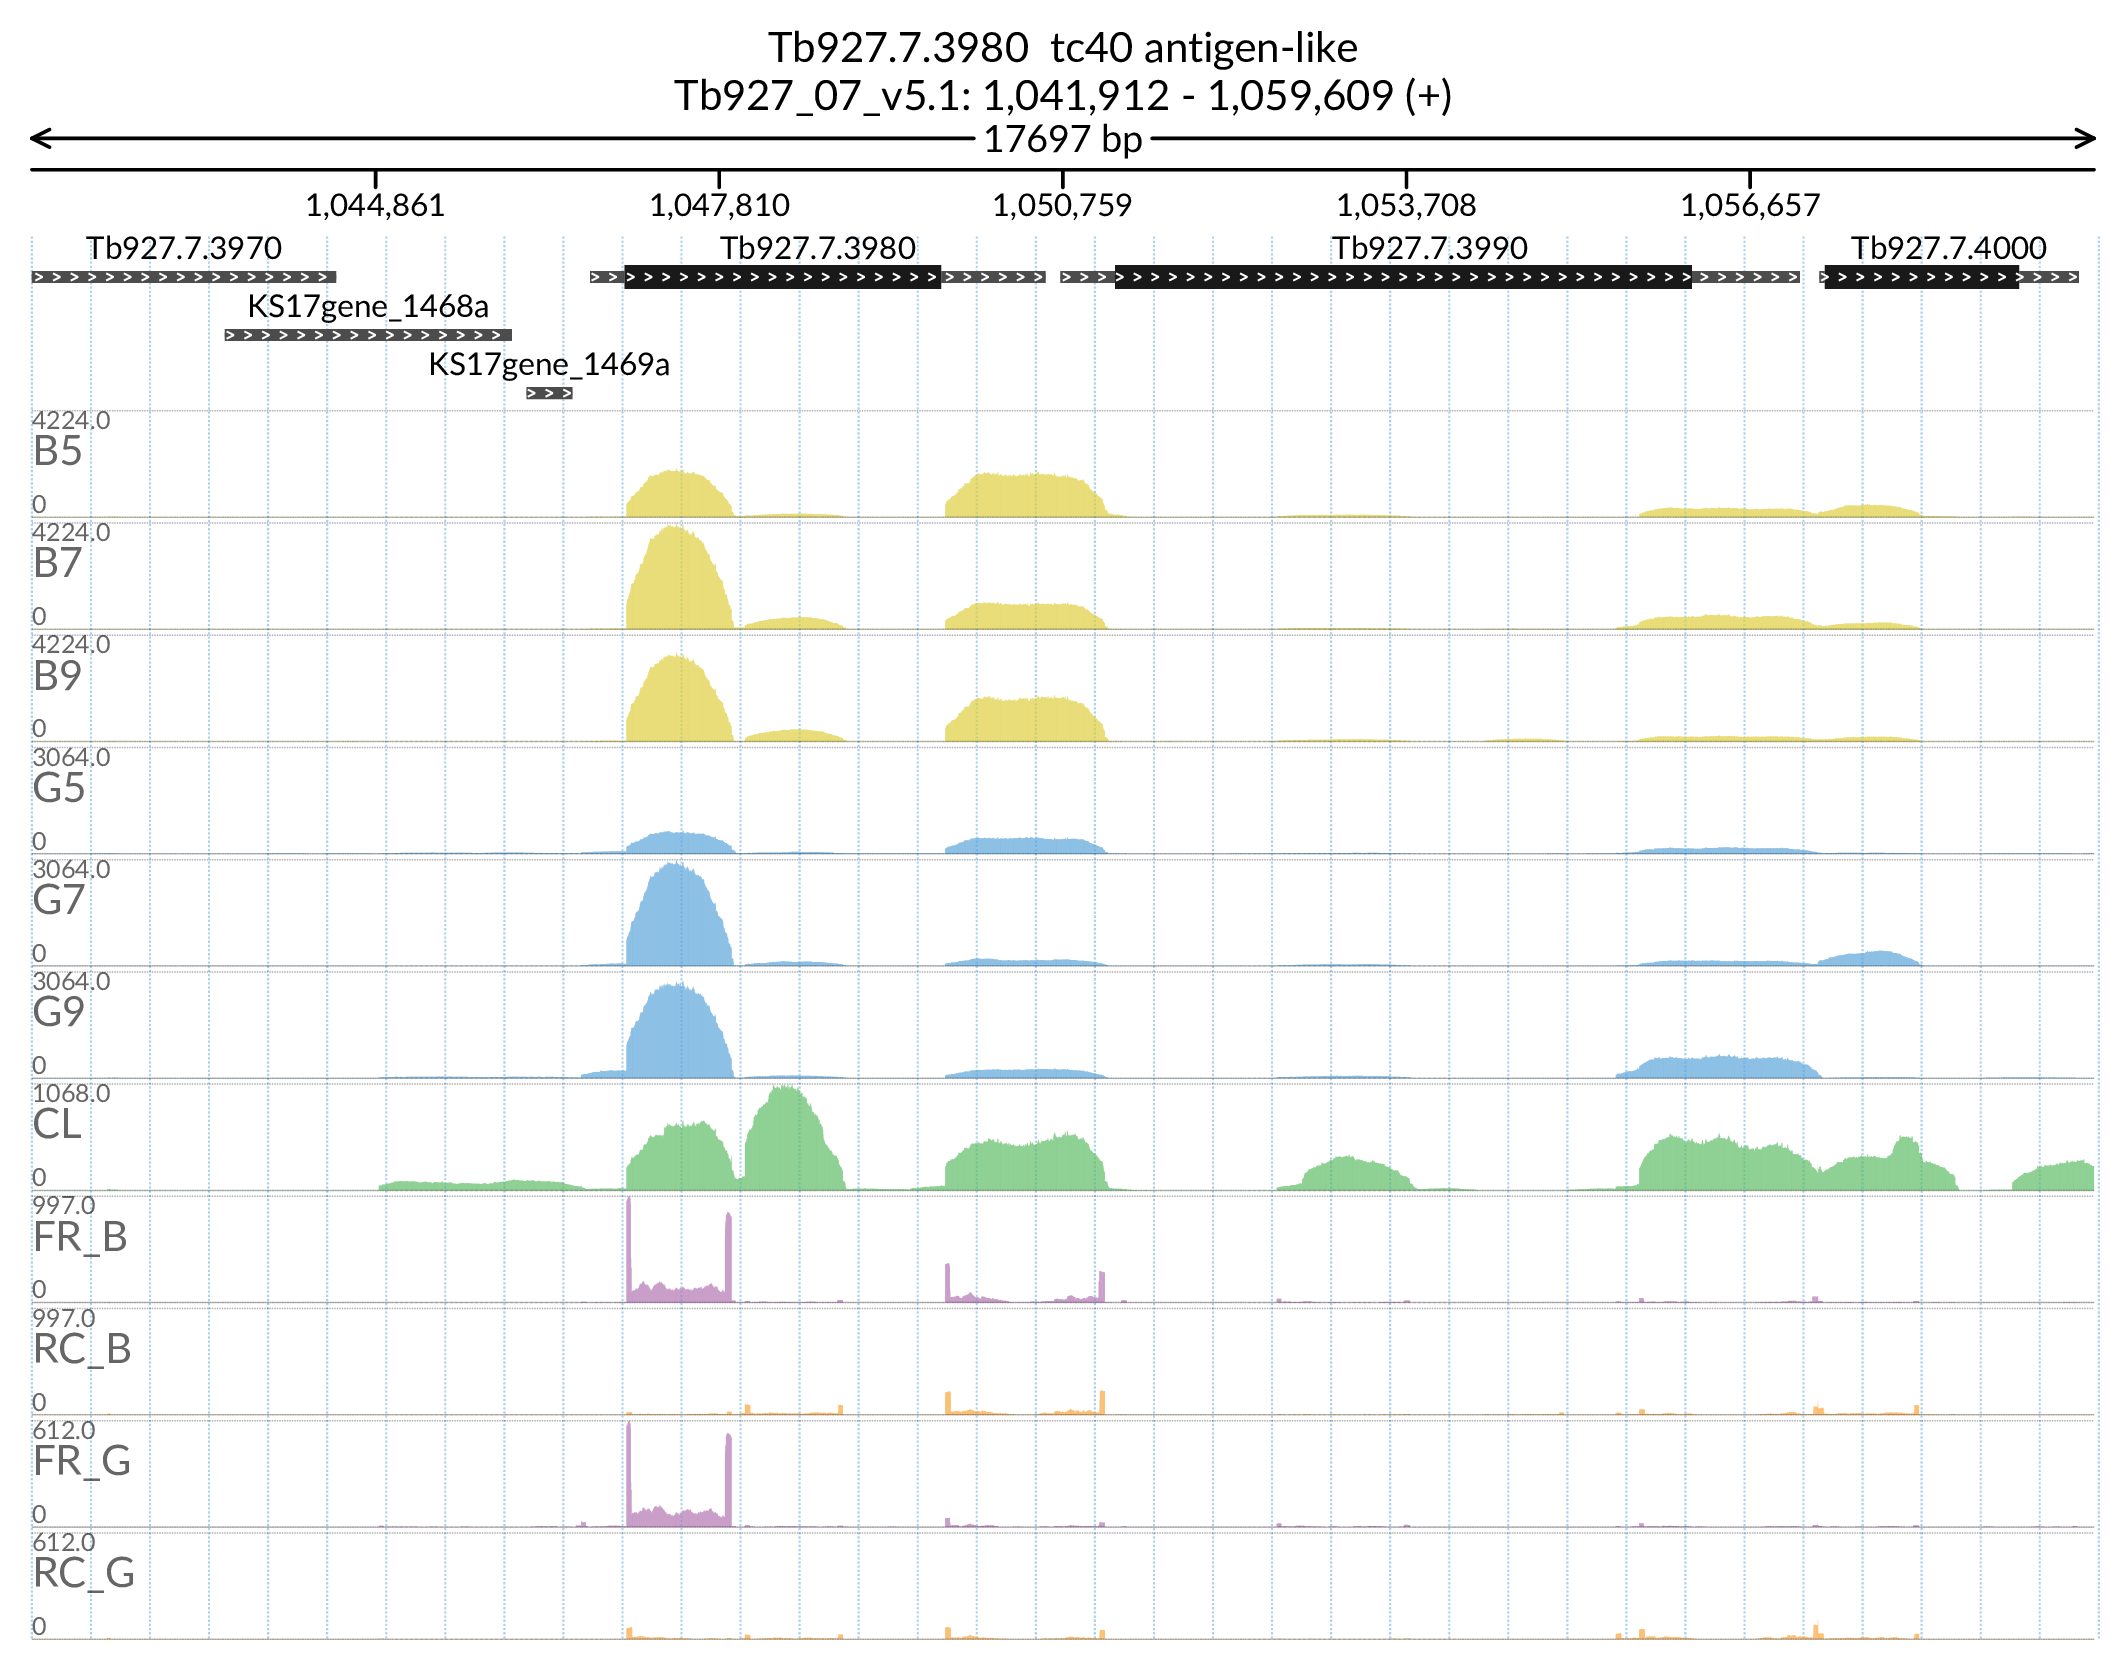 Tb927.7.3980 tc40 antigen-like
Tb927_07_v5.1: 1,041,912 - 1,059,609 (+)
17697 bp
1,044,861 1,047,810 1,050,759 1,053,708 1,056,657
Tb927.7.3970 Tb927.7.3980 Tb927.7.3990 Tb927.7.4000
KS17gene_1468a
KS17gene_1469a
4224.0
B5
0
4224.0
B7
0
4224.0
B9
0
3064.0
G5
0
3064.0
G7
0
3064.0
G9
0
1068.0
CL
0
997.0
FR_B
0
997.0
RC_B
0
612.0
FR_G
0
612.0
RC_G
0